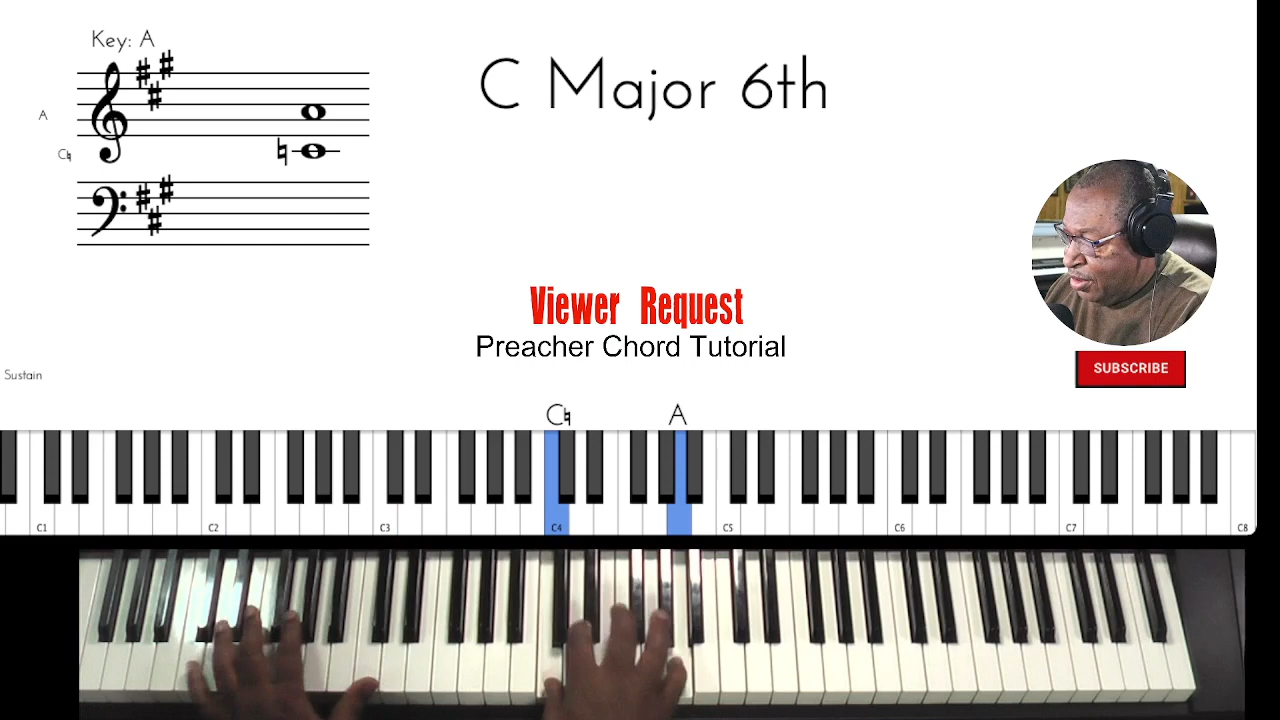 Key: A
C Major 6th
A
C♮
Viewer Request
Preacher Chord Tutorial
SUBSCRIBE
Sustain
C♮ A
C1 C2 C3 C4 C5 C6 C7 C8